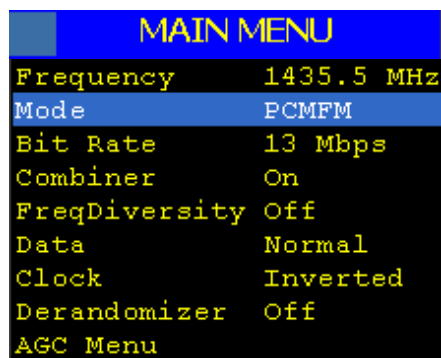 MAIN MENU
Frequency 1435.5 MHz
Mode PCMFM
Bit Rate 13 Mbps
Combiner On
FreqDiversity Off
Data Normal
Clock Inverted
Derandomizer Off
AGC Menu